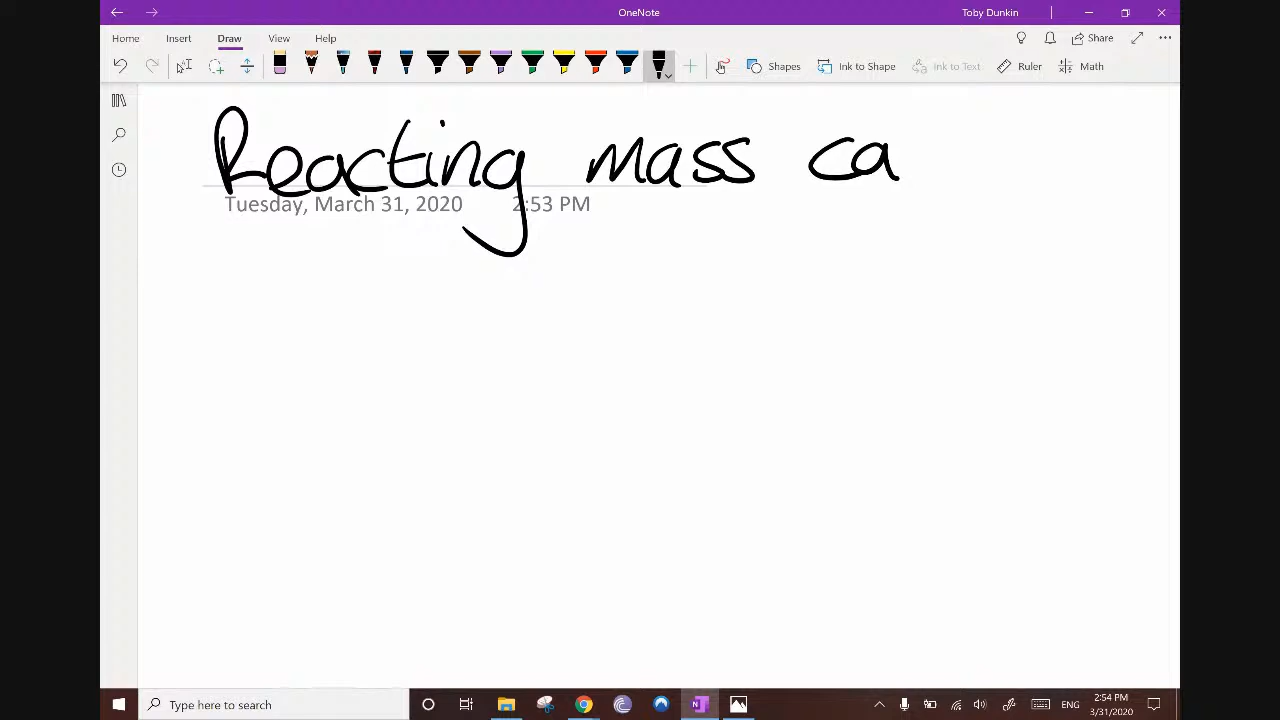 OneNote
Toby Dunkin
Home Insert Draw View Help
Share
Shapes Ink to Shape Ink to Text Ruler Math
Reacting mass ca
Tuesday, March 31, 2020 2:53 PM
Type here to search
ENG
2:54 PM
3/31/2020